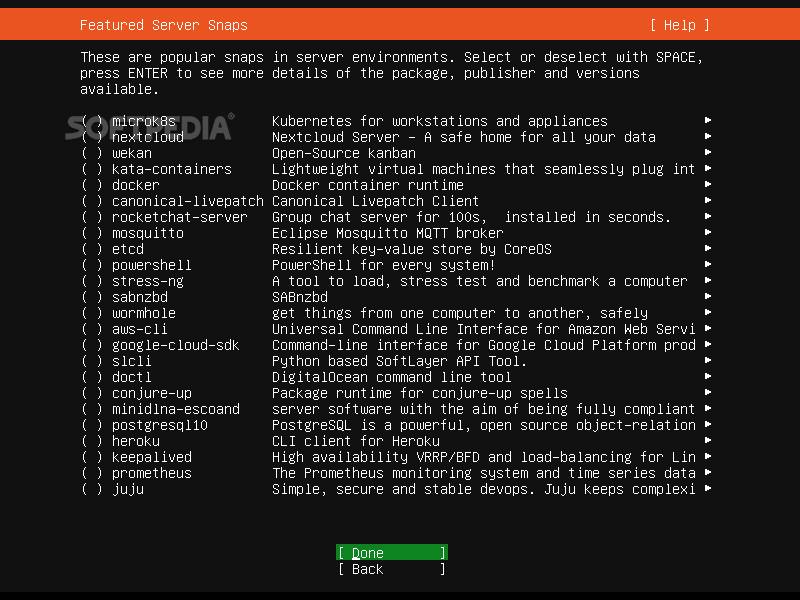 Featured Server Snaps [ Help ]
These are popular snaps in server environments. Select or deselect with SPACE,
press ENTER to see more details of the package, publisher and versions
available.
SOFTPEDIA®
( ) microk8s Kubernetes for workstations and appliances ▸
( ) nextcloud Nextcloud Server - A safe home for all your data ▸
( ) wekan Open-Source kanban ▸
( ) kata-containers Lightweight virtual machines that seamlessly plug int ▸
( ) docker Docker container runtime ▸
( ) canonical-livepatch Canonical Livepatch Client ▸
( ) rocketchat-server Group chat server for 100s,  installed in seconds. ▸
( ) mosquitto Eclipse Mosquitto MQTT broker ▸
( ) etcd Resilient key-value store by CoreOS ▸
( ) powershell PowerShell for every system! ▸
( ) stress-ng A tool to load, stress test and benchmark a computer ▸
( ) sabnzbd SABnzbd ▸
( ) wormhole get things from one computer to another, safely ▸
( ) aws-cli Universal Command Line Interface for Amazon Web Servi ▸
( ) google-cloud-sdk Command-line interface for Google Cloud Platform prod ▸
( ) slcli Python based SoftLayer API Tool. ▸
( ) doctl DigitalOcean command line tool ▸
( ) conjure-up Package runtime for conjure-up spells ▸
( ) minidlna-escoand server software with the aim of being fully compliant ▸
( ) postgresql10 PostgreSQL is a powerful, open source object-relation ▸
( ) heroku CLI client for Heroku ▸
( ) keepalived High availability VRRP/BFD and load-balancing for Lin ▸
( ) prometheus The Prometheus monitoring system and time series data ▸
( ) juju Simple, secure and stable devops. Juju keeps complexi ▸
[ Done ]
[ Back ]